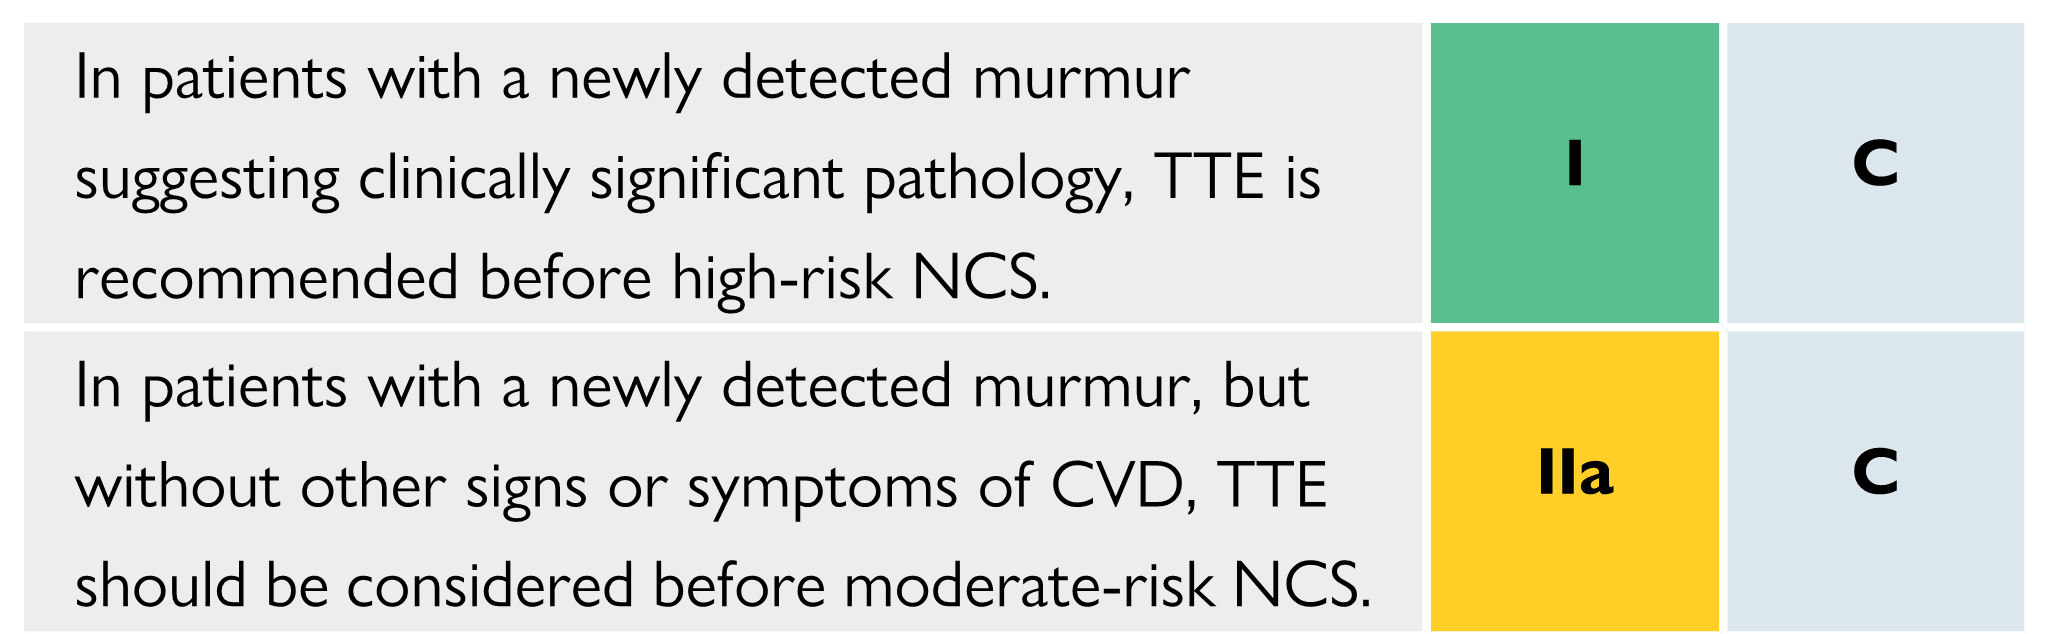 In patients with a newly detected murmur
suggesting clinically significant pathology, TTE is
recommended before high-risk NCS.
I
C
In patients with a newly detected murmur, but
without other signs or symptoms of CVD, TTE
should be considered before moderate-risk NCS.
IIa
C